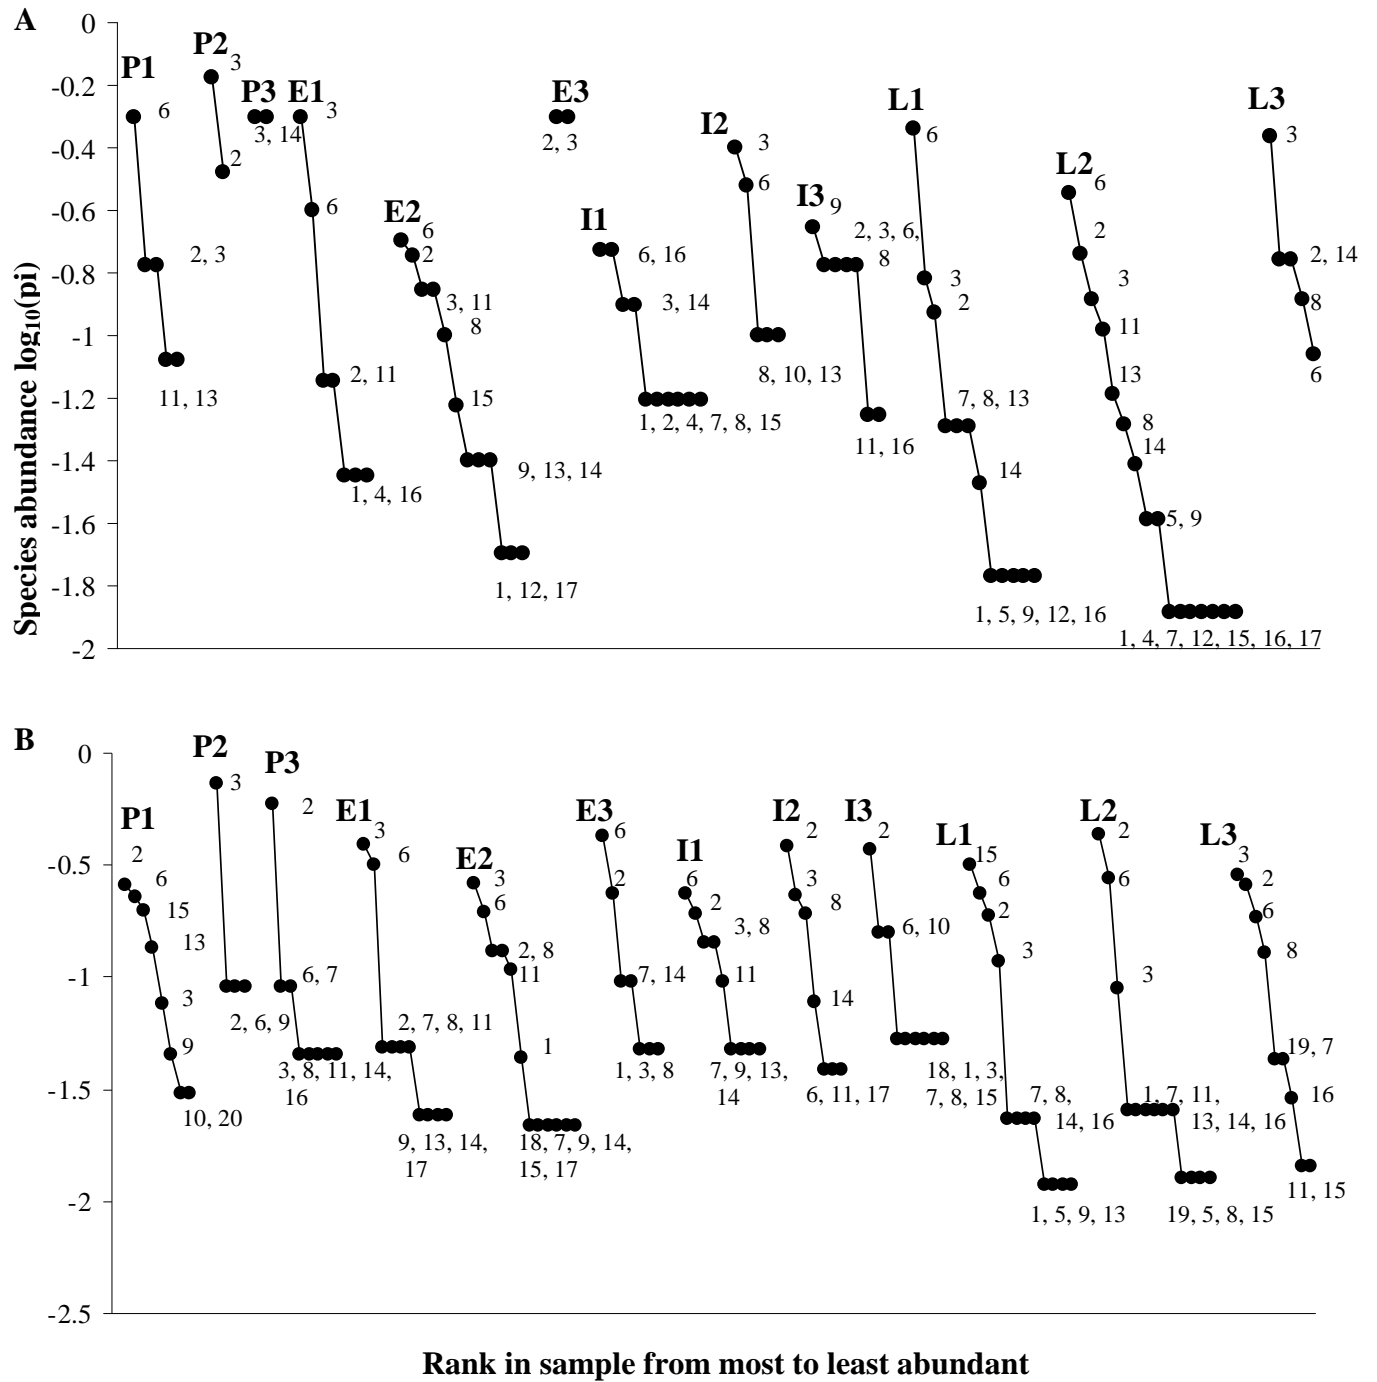 A
Species abundance log10(pi)
0
-0.2
-0.4
-0.6
-0.8
-1
-1.2
-1.4
-1.6
-1.8
-2
P1
6
2, 3
11, 13
P2
3
2
P3
3, 14
E1
3
6
2, 11
1, 4, 16
E2
6
2
3, 11
8
15
9, 13, 14
1, 12, 17
E3
2, 3
I1
6, 16
3, 14
1, 2, 4, 7, 8, 15
I2
3
6
8, 10, 13
I3
9
2, 3, 6,
8
11, 16
L1
6
3
2
7, 8, 13
14
1, 5, 9, 12, 16
L2
6
2
3
11
13
8
14
5, 9
1, 4, 7, 12, 15, 16, 17
L3
3
2, 14
8
6
B
0
-0.5
-1
-1.5
-2
-2.5
P1
2
6
15
13
3
9
10, 20
P2
3
2, 6, 9
P3
2
6, 7
3, 8, 11, 14,
16
E1
3
6
2, 7, 8, 11
9, 13, 14,
17
E2
3
6
2, 8
11
1
18, 7, 9, 14,
15, 17
E3
6
2
7, 14
1, 3, 8
I1
6
2
3, 8
11
7, 9, 13,
14
I2
2
3
8
14
6, 11, 17
I3
2
6, 10
18, 1, 3,
7, 8, 15
L1
15
6
2
3
7, 8,
14, 16
1, 5, 9, 13
L2
2
6
3
1, 7, 11,
13, 14, 16
19, 5, 8, 15
L3
3
2
6
8
19, 7
16
11, 15
Rank in sample from most to least abundant